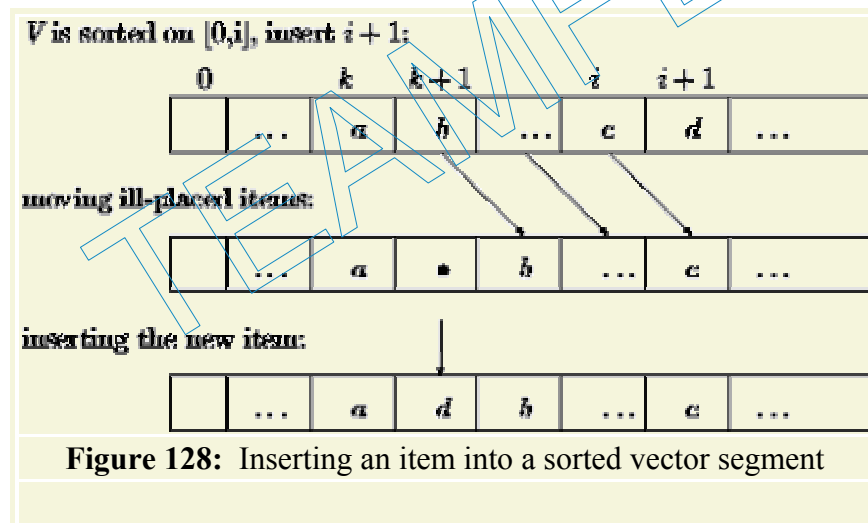 V is sorted on [0,i], insert i + 1:
0 k k + 1 i i + 1
... a b ... c d ...
moving ill-placed items:
... a • b ... c ...
inserting the new item:
... a d b ... c ...
Figure 128: Inserting an item into a sorted vector segment